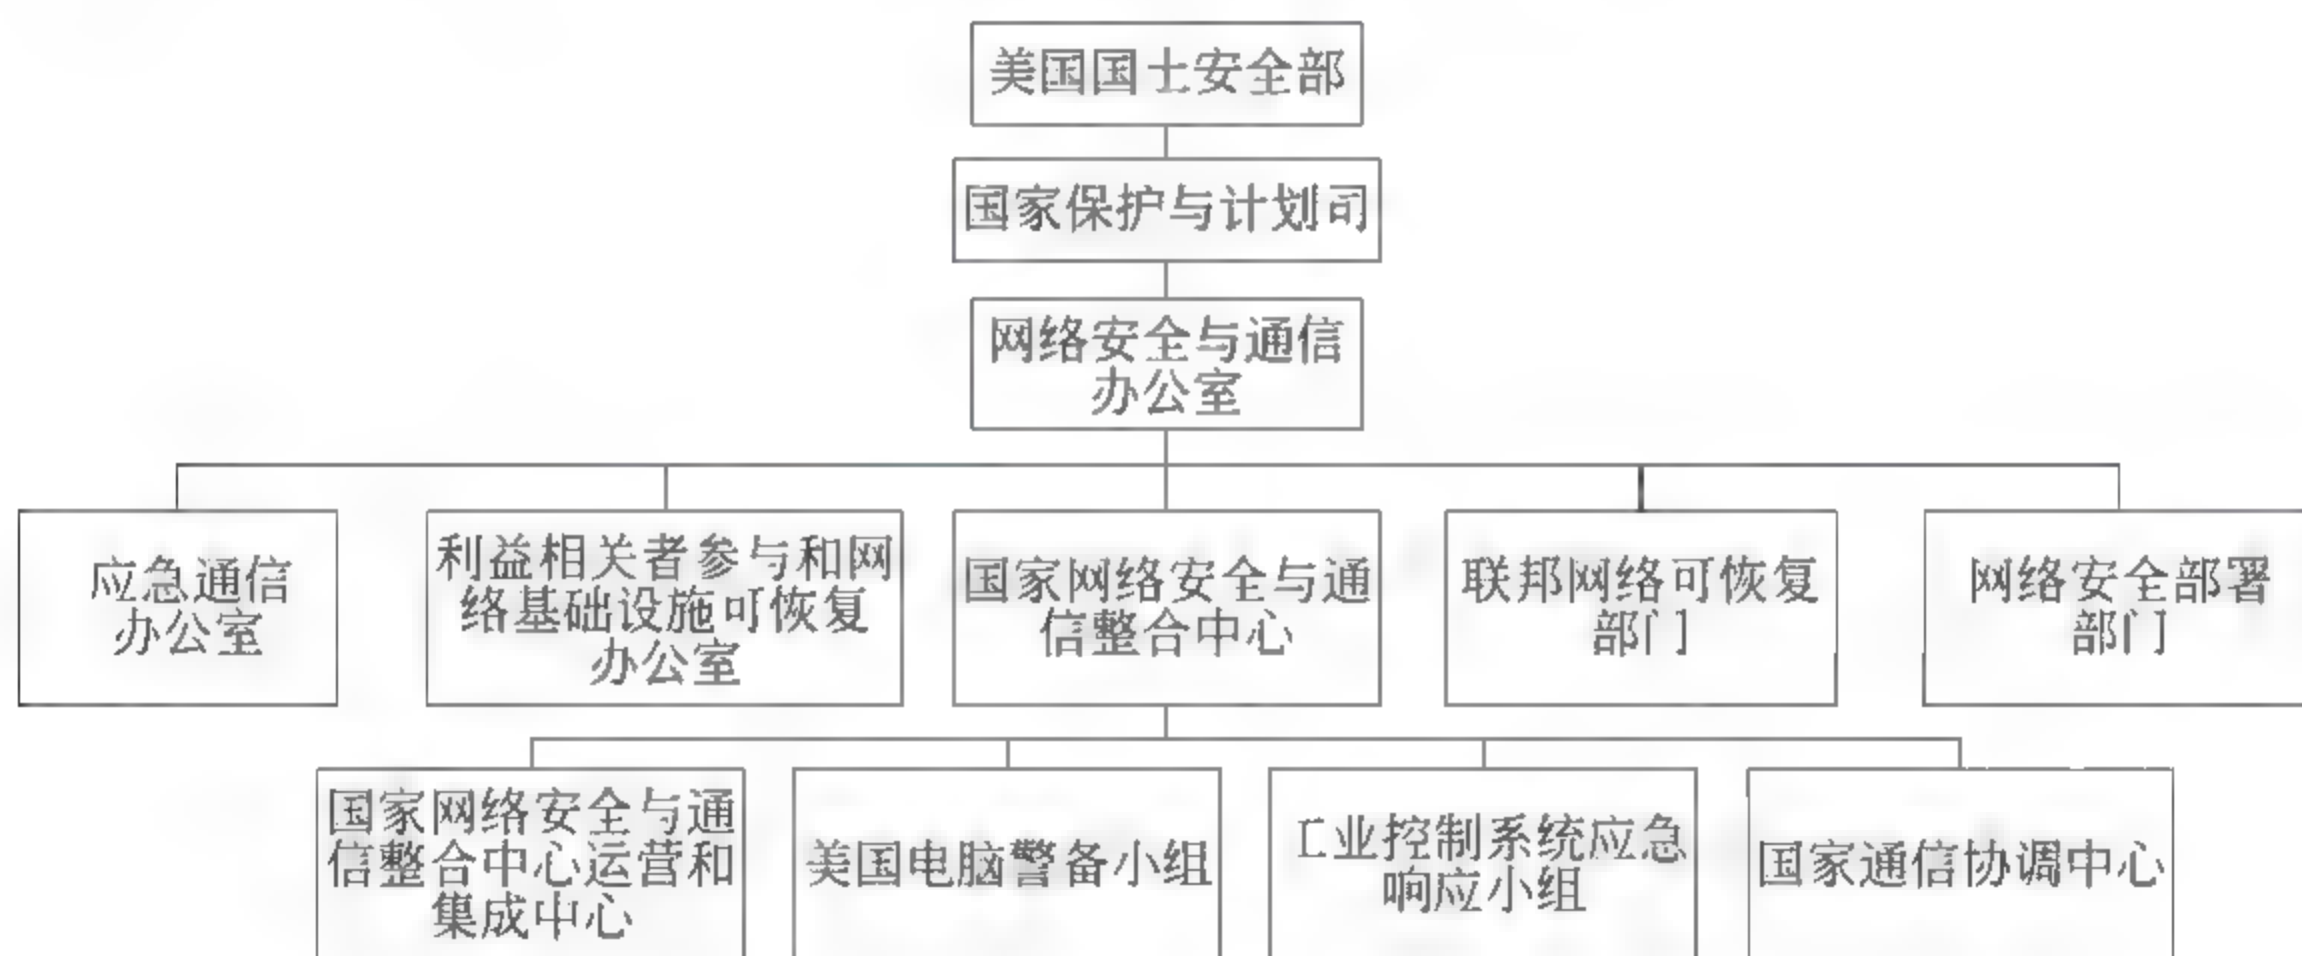 美国国土安全部
国家保护与计划司
网络安全与通信
办公室
应急通信
办公室
利益相关者参与和网
络基础设施可恢复
办公室
国家网络安全与通
信整合中心
联邦网络可恢复
部门
网络安全部署
部门
国家网络安全与通
信整合中心运营和
集成中心
美国电脑警备小组
工业控制系统应急
响应小组
国家通信协调中心